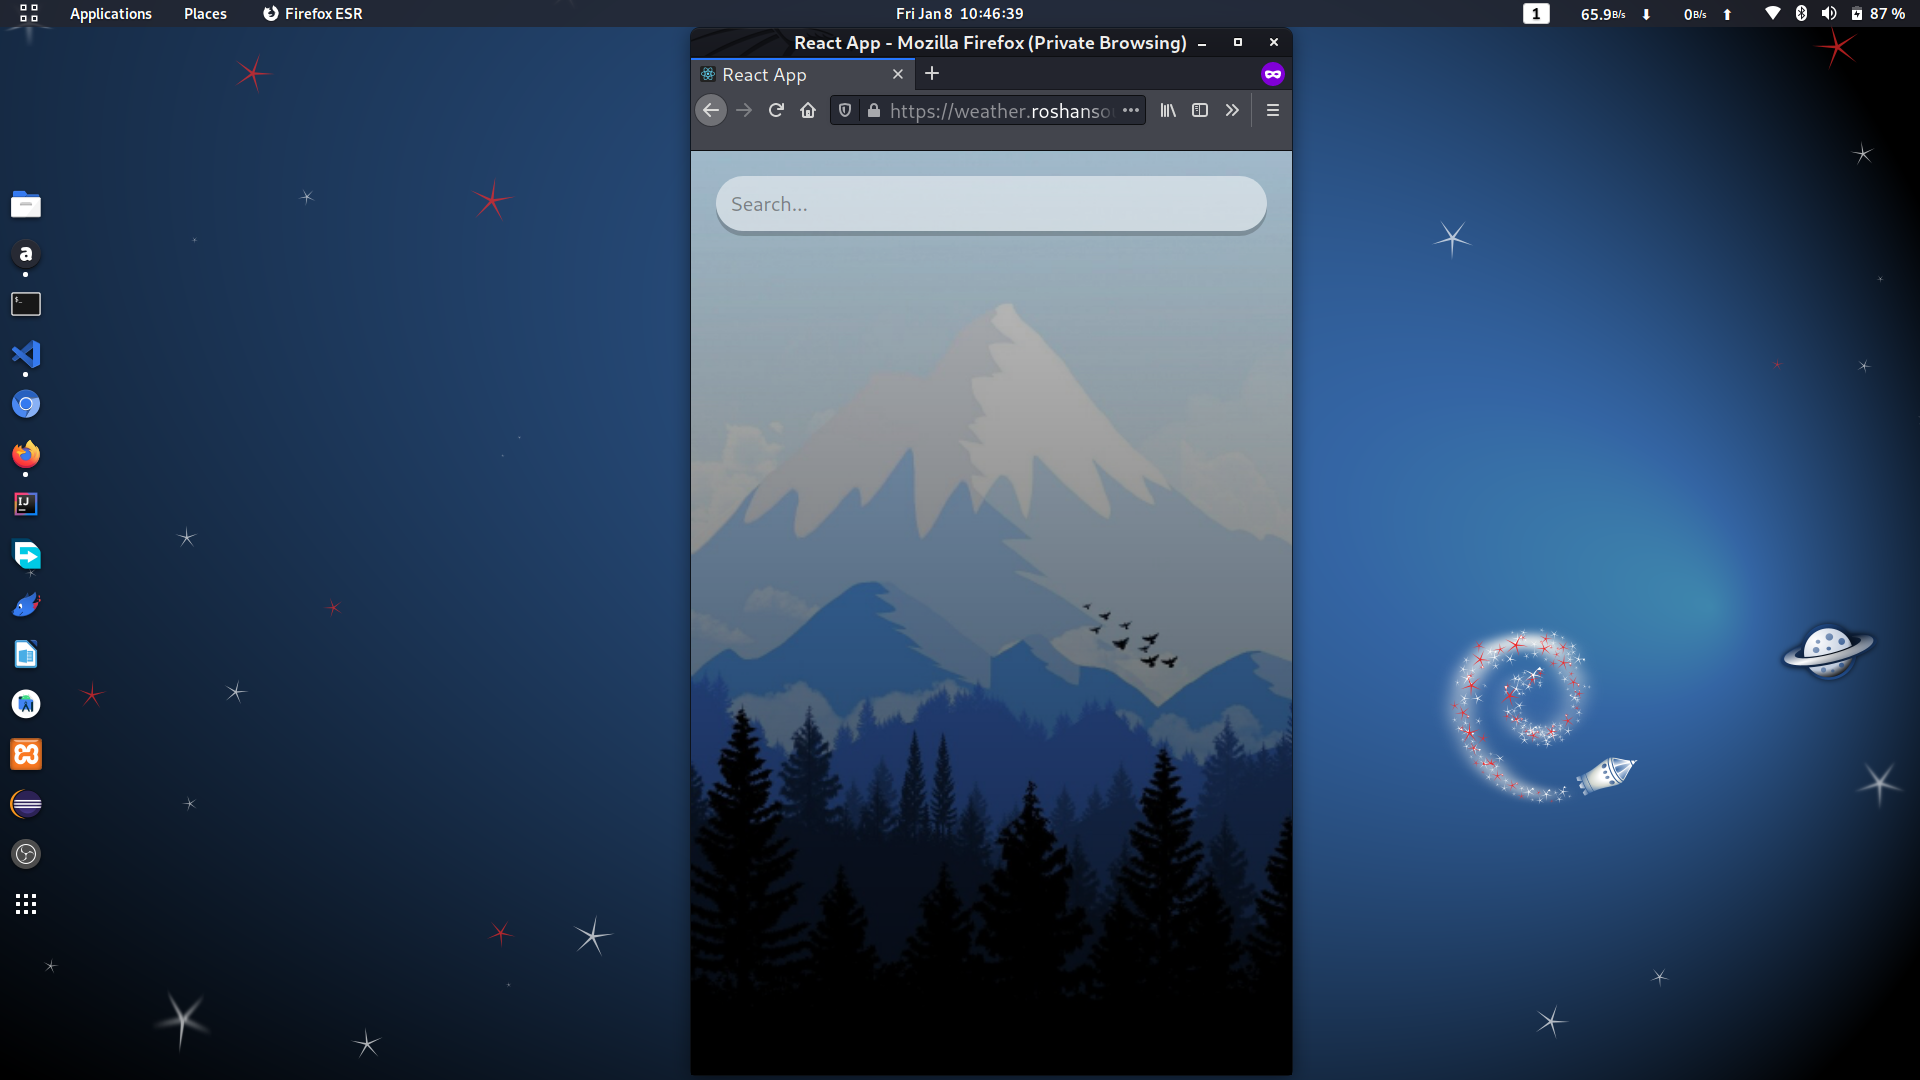 Applications Places Firefox ESR Fri Jan 8 10:46:39 1 65.9B/s 0B/s 87 %
React App - Mozilla Firefox (Private Browsing)
React App
https://weather.roshanso
Search...
a
$_
IJ